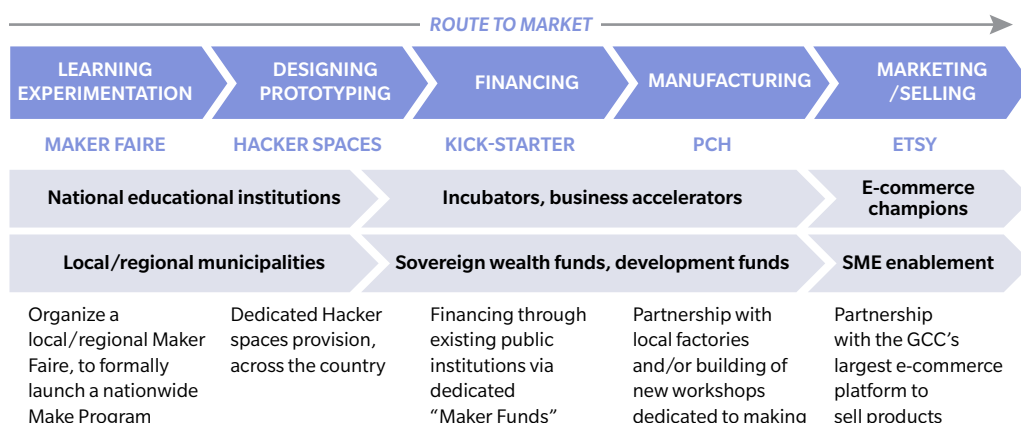 ROUTE TO MARKET
LEARNING
EXPERIMENTATION
DESIGNING
PROTOTYPING
FINANCING
MANUFACTURING
MARKETING
/SELLING
MAKER FAIRE
HACKER SPACES
KICK-STARTER
PCH
ETSY
National educational institutions
Incubators, business accelerators
E-commerce
champions
Local/regional municipalities
Sovereign wealth funds, development funds
SME enablement
Organize a
local/regional Maker
Faire, to formally
launch a nationwide
Make Program
Dedicated Hacker
spaces provision,
across the country
Financing through
existing public
institutions via
dedicated
“Maker Funds”
Partnership with
local factories
and/or building of
new workshops
dedicated to making
Partnership
with the GCC’s
largest e-commerce
platform to
sell products